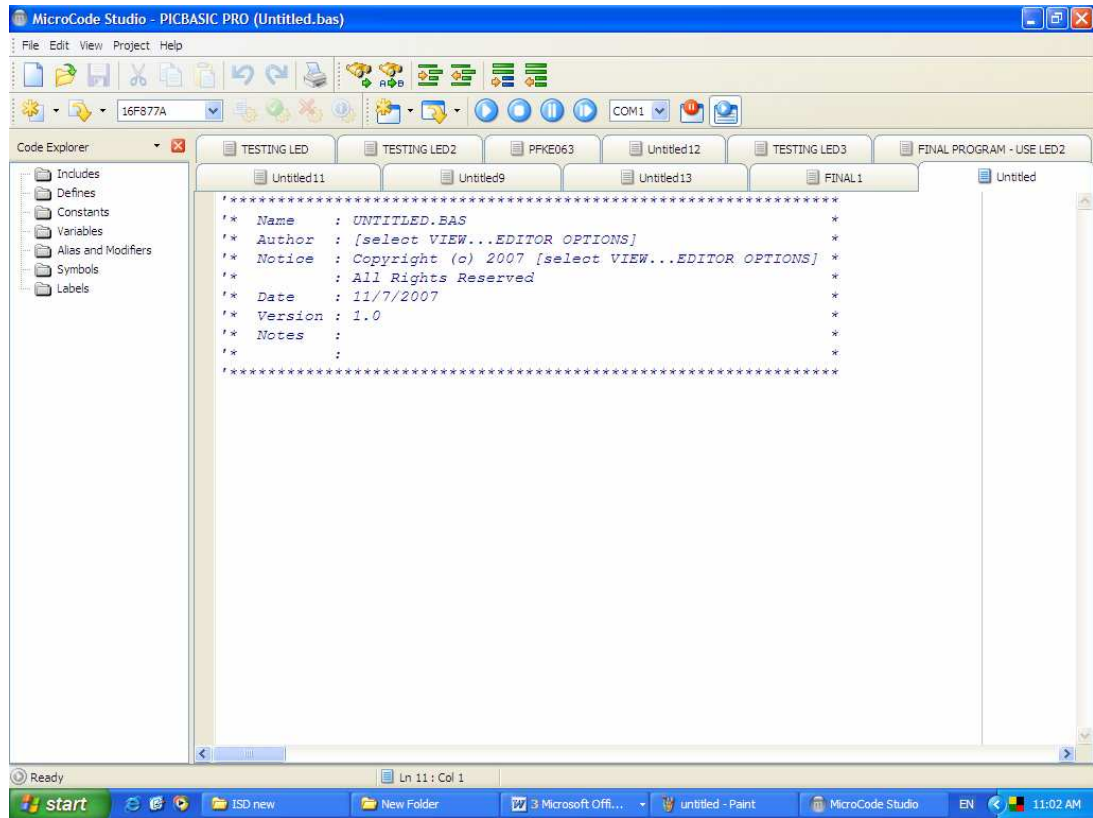 MicroCode Studio - PICBASIC PRO (Untitled.bas)
File Edit View Project Help
16F877A
COM1
Code Explorer
Includes
Defines
Constants
Variables
Alias and Modifiers
Symbols
Labels
TESTING LED TESTING LED2 PFKE063 Untitled12 TESTING LED3 FINAL PROGRAM - USE LED2
Untitled11 Untitled9 Untitled13 FINAL1 Untitled
'****************************************************************
'* Name : UNTITLED.BAS *
'* Author : [select VIEW...EDITOR OPTIONS] *
'* Notice : Copyright (c) 2007 [select VIEW...EDITOR OPTIONS] *
'* : All Rights Reserved *
'* Date : 11/7/2007 *
'* Version : 1.0 *
'* Notes : *
'* : *
'****************************************************************
Ready Ln 11 : Col 1
start ISD new New Folder 3 Microsoft Offi... untitled - Paint MicroCode Studio EN 11:02 AM